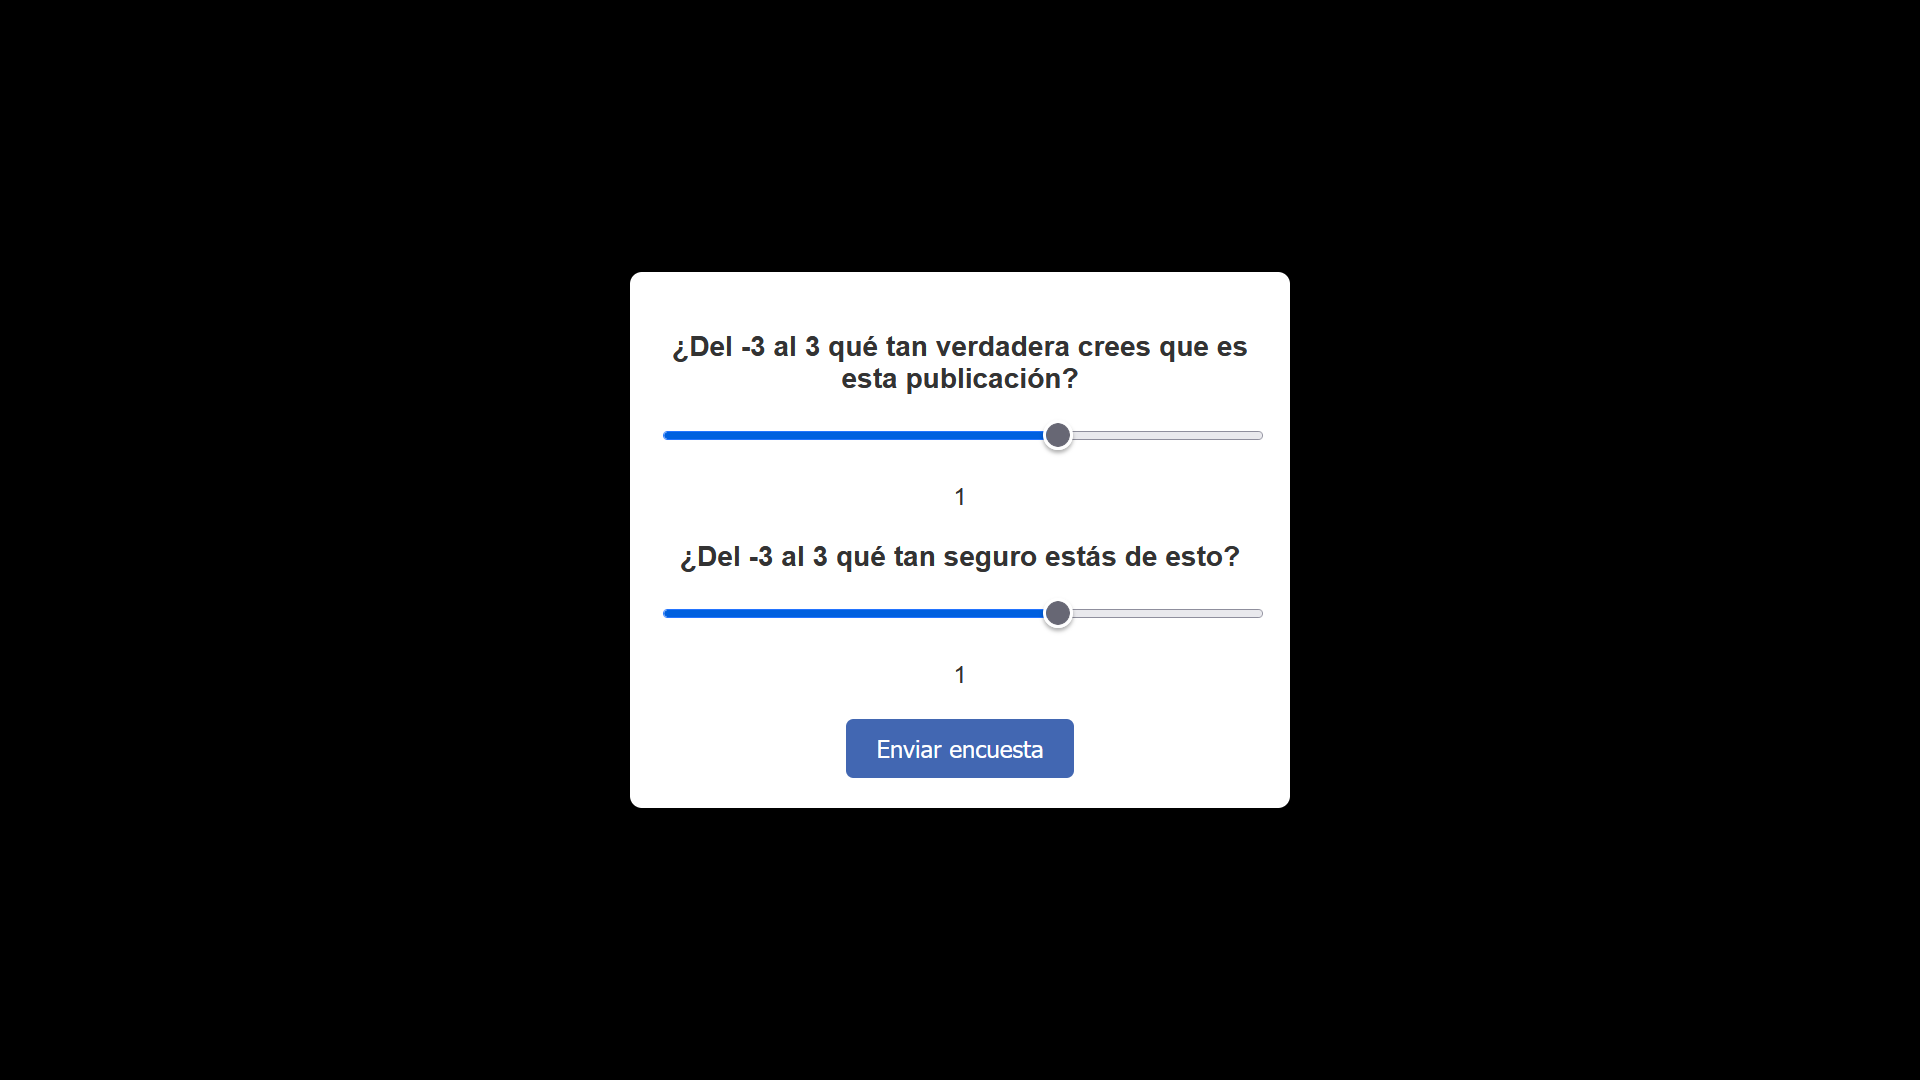 ¿Del -3 al 3 qué tan verdadera crees que es
esta publicación?
1
¿Del -3 al 3 qué tan seguro estás de esto?
1
Enviar encuesta